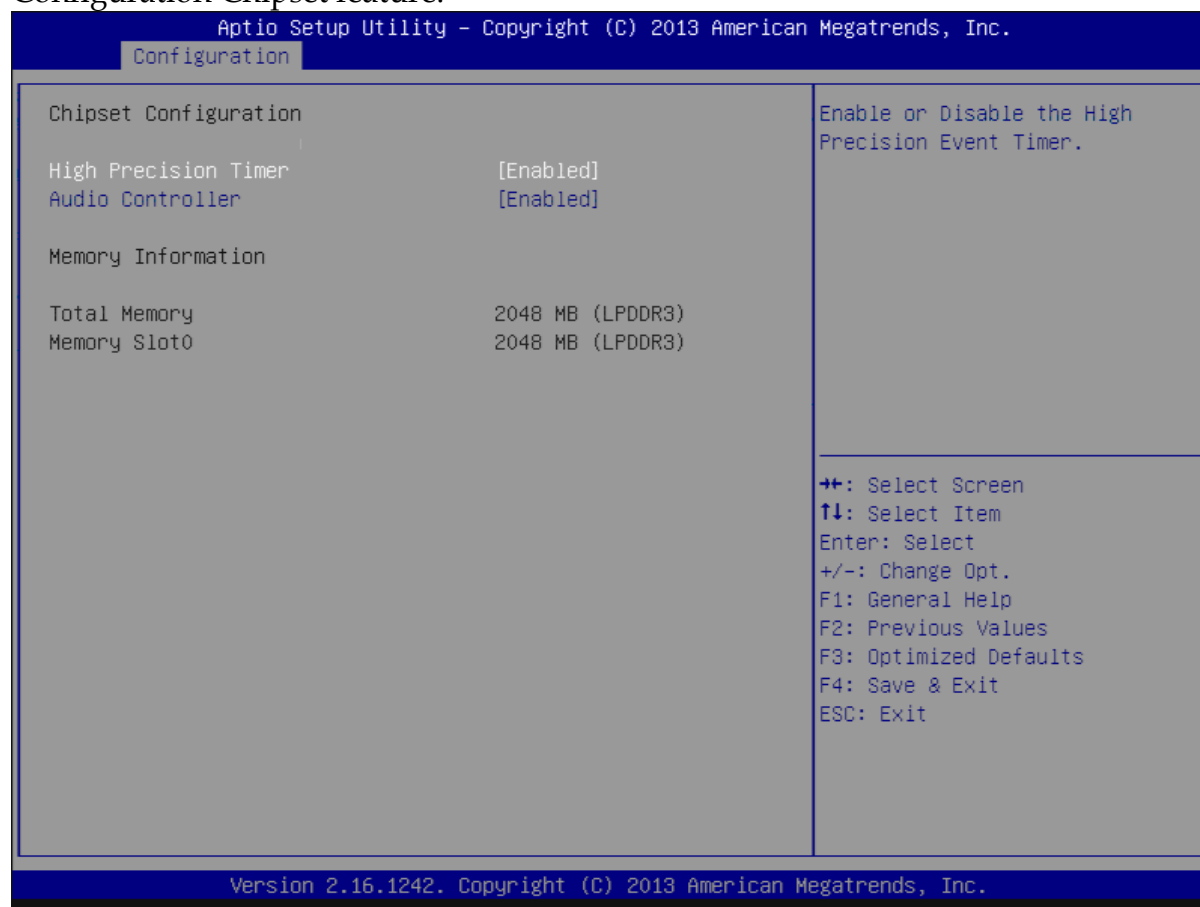 Configuration Chipset feature.
Aptio Setup Utility – Copyright (C) 2013 American Megatrends, Inc.
Configuration
Chipset Configuration
High Precision Timer [Enabled]
Audio Controller [Enabled]
Memory Information
Total Memory 2048 MB (LPDDR3)
Memory Slot0 2048 MB (LPDDR3)
Enable or Disable the High
Precision Event Timer.
→←: Select Screen
↑↓: Select Item
Enter: Select
+/-: Change Opt.
F1: General Help
F2: Previous Values
F3: Optimized Defaults
F4: Save & Exit
ESC: Exit
Version 2.16.1242. Copyright (C) 2013 American Megatrends, Inc.